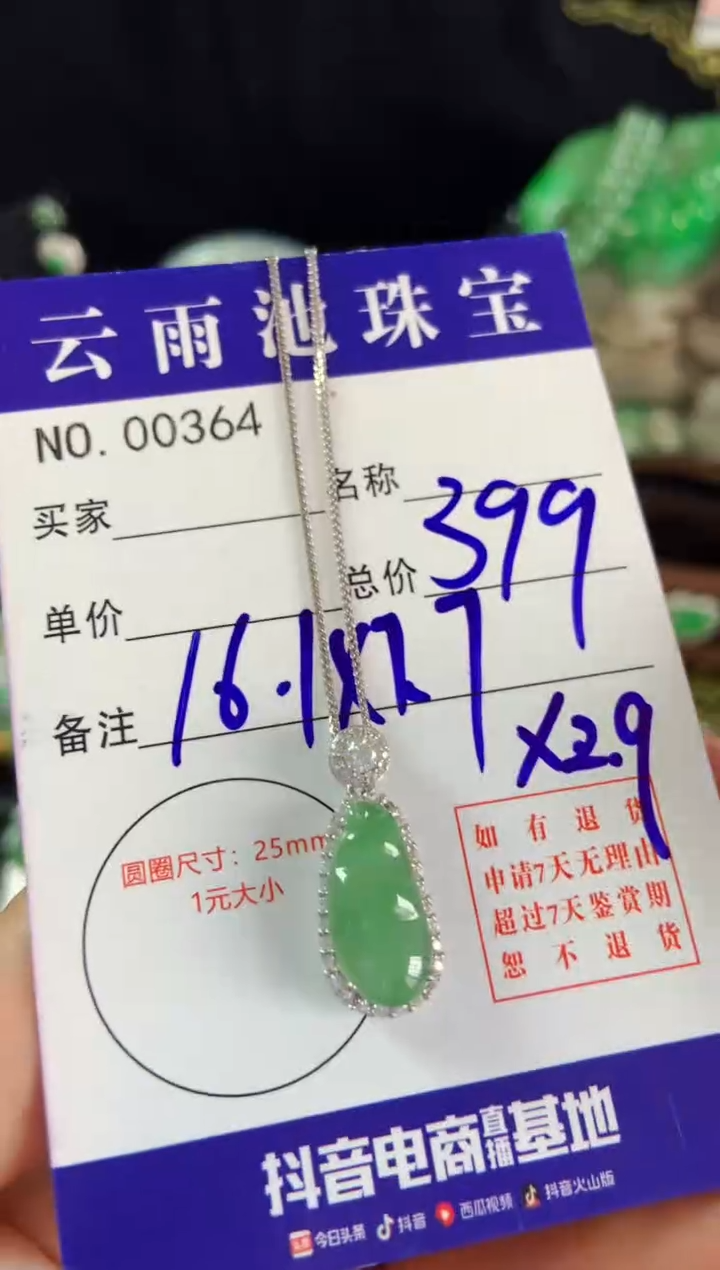 云雨池珠宝
NO. 00364
买家 名称
399
单价 总价
16.1X7.7
X2.9
备注
圆圈尺寸：25mm
1元大小
如有退货
申请7天无理由
超过7天鉴赏期
恕不退货
抖音电商直播基地
头条 今日头条 抖音 西瓜视频 抖音火山版